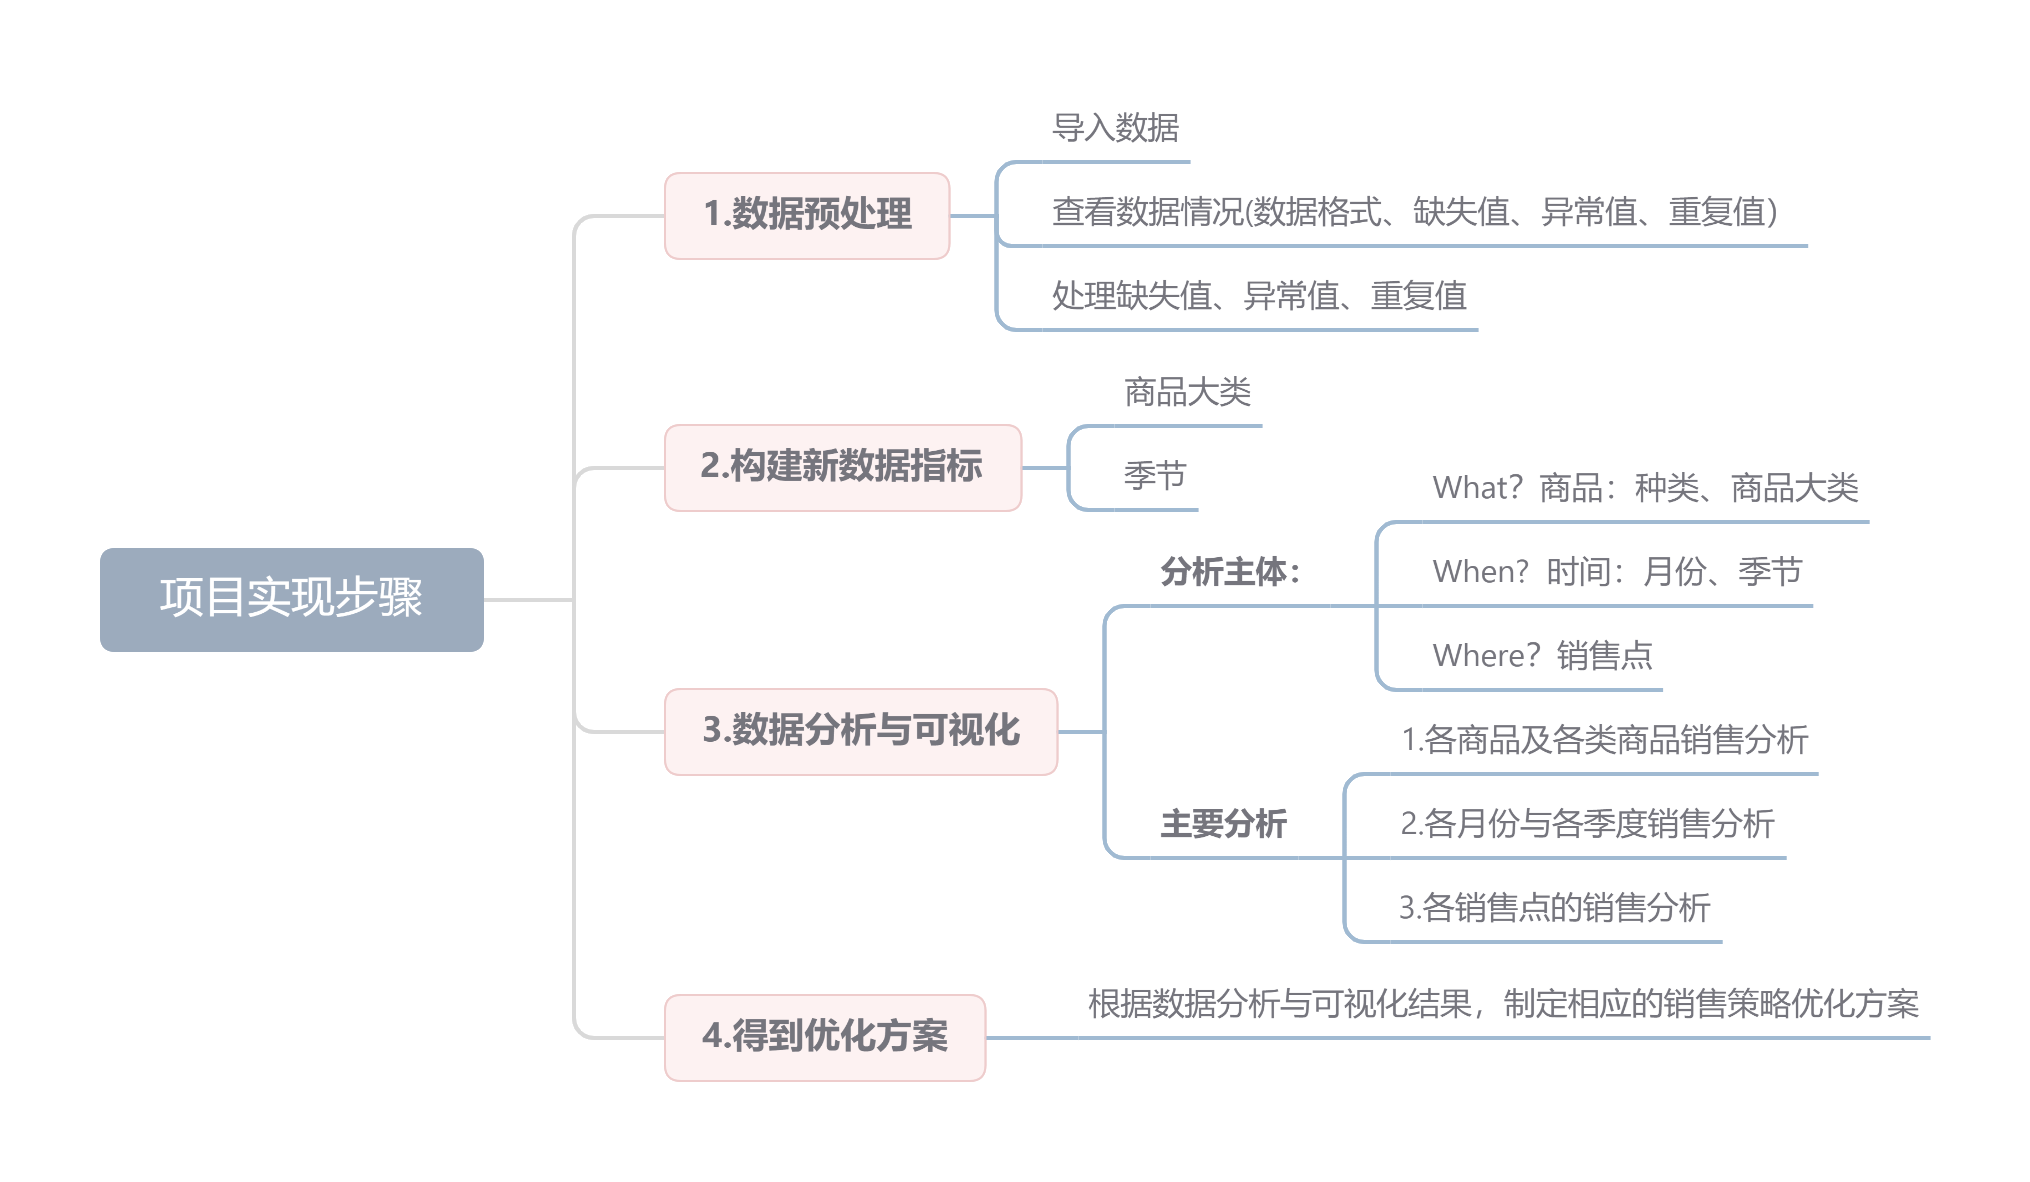 项目实现步骤
1.数据预处理
导入数据
查看数据情况(数据格式、缺失值、异常值、重复值)
处理缺失值、异常值、重复值
2.构建新数据指标
商品大类
季节
3.数据分析与可视化
分析主体：
What？商品：种类、商品大类
When？时间：月份、季节
Where？销售点
主要分析
1.各商品及各类商品销售分析
2.各月份与各季度销售分析
3.各销售点的销售分析
4.得到优化方案
根据数据分析与可视化结果，制定相应的销售策略优化方案